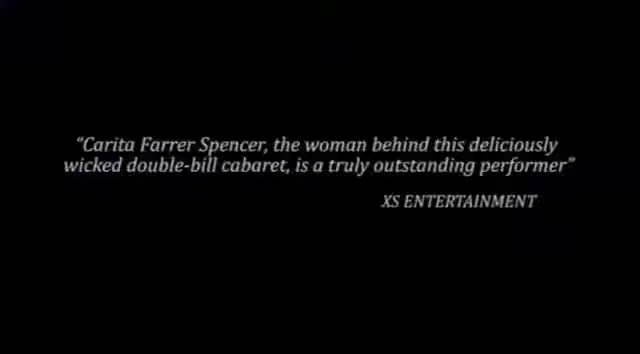 “Carita Farrer Spencer, the woman behind this deliciously
wicked double-bill cabaret, is a truly outstanding performer”
XS ENTERTAINMENT